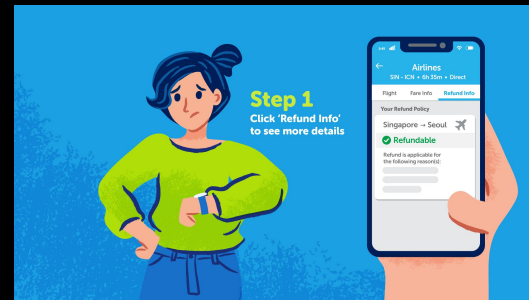 Step 1
Click 'Refund Info'
to see more details
Airlines
SIN - ICN • 6h 35m • Direct
Flight Fare Info Refund Info
Your Refund Policy
Singapore → Seoul
Refundable
Refund is applicable for
the following reason(s):